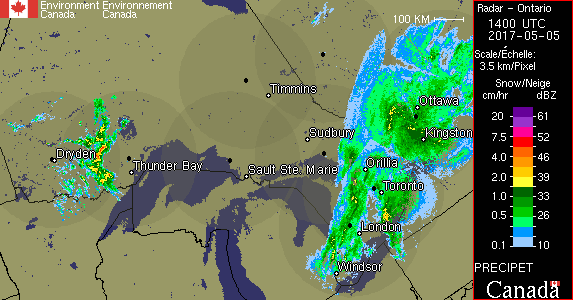 Environment Environnement
Canada Canada
100 KM
Timmins
Ottawa
Sudbury
Kingston
Dryden
Thunder Bay
Sault Ste. Marie
Orillia
Toronto
London
Windsor
Radar - Ontario
1400 UTC
2017-05-05
Scale/Échelle:
3.5 km/Pixel
Snow/Neige
cm/hr dBZ
20 61
7.5 52
4.0 46
2.0 39
1.0 33
0.5 26
0.1 10
PRECIPET
Canada